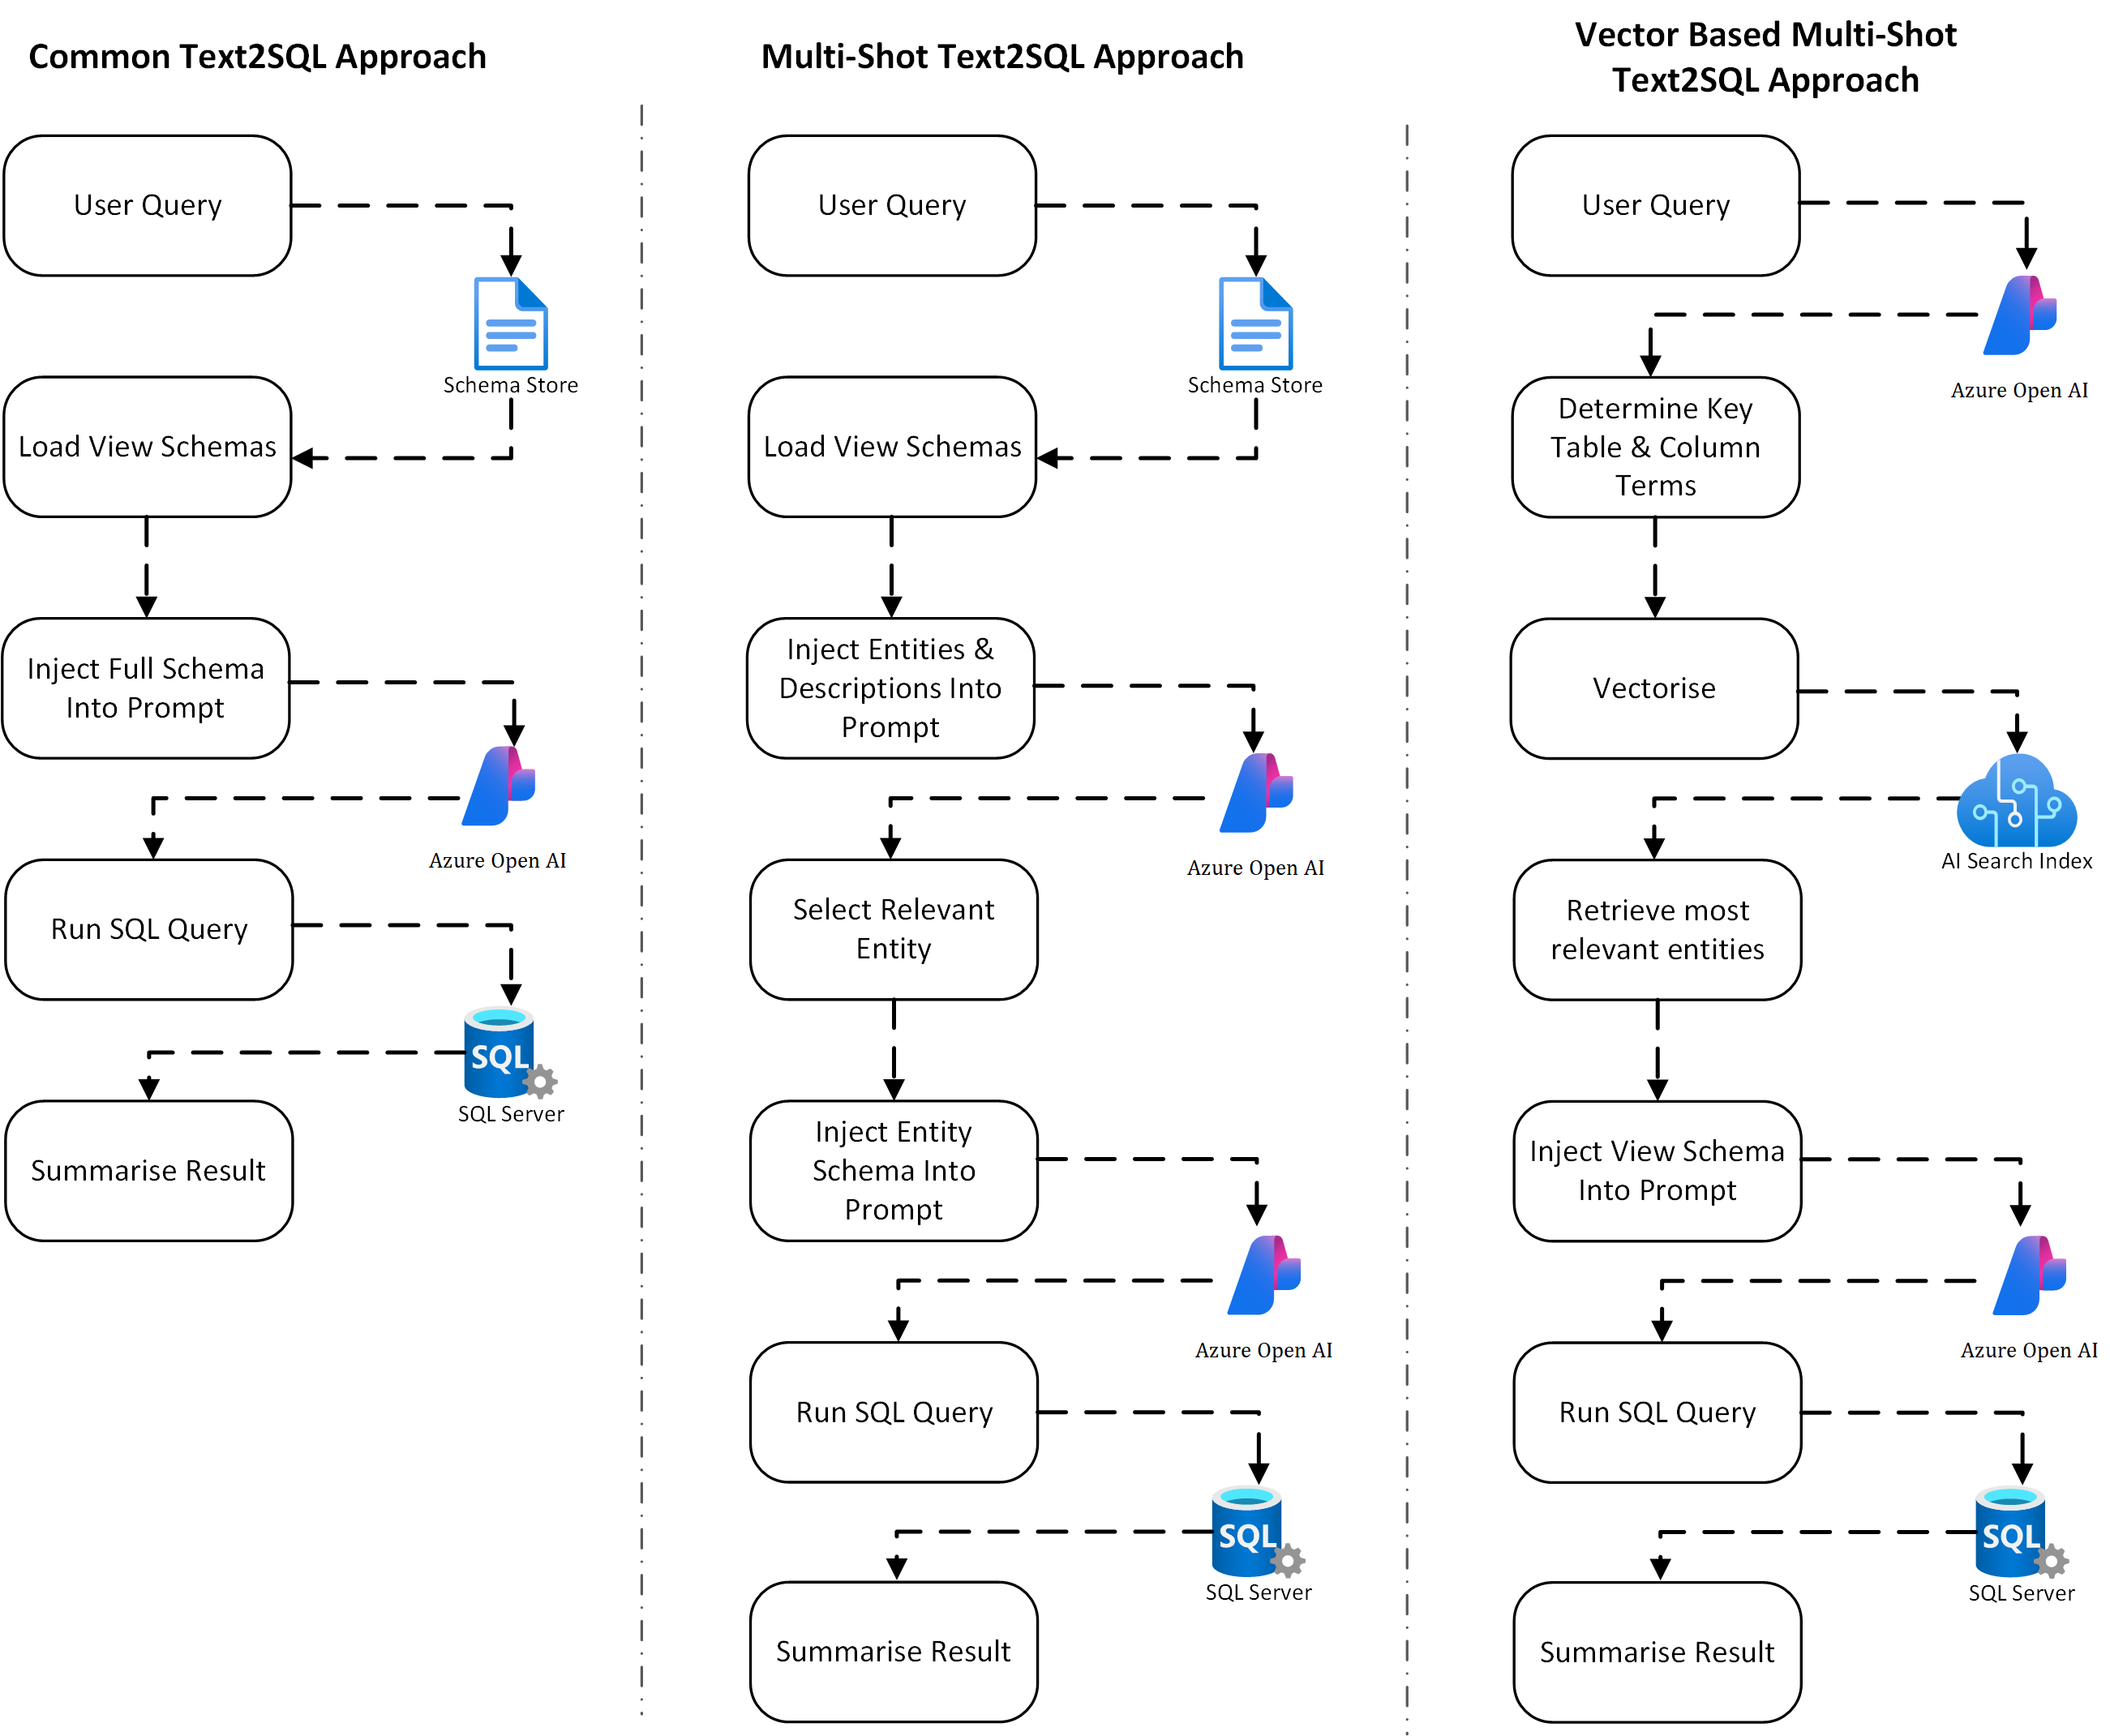 Common Text2SQL Approach
User Query
Schema Store
Load View Schemas
Inject Full Schema
Into Prompt
Azure Open AI
Run SQL Query
SQL
SQL Server
Summarise Result
Multi-Shot Text2SQL Approach
User Query
Schema Store
Load View Schemas
Inject Entities &
Descriptions Into
Prompt
Azure Open AI
Select Relevant
Entity
Inject Entity
Schema Into
Prompt
Azure Open AI
Run SQL Query
SQL
SQL Server
Summarise Result
Vector Based Multi-Shot
Text2SQL Approach
User Query
Azure Open AI
Determine Key
Table & Column
Terms
Vectorise
AI Search Index
Retrieve most
relevant entities
Inject View Schema
Into Prompt
Azure Open AI
Run SQL Query
SQL
SQL Server
Summarise Result